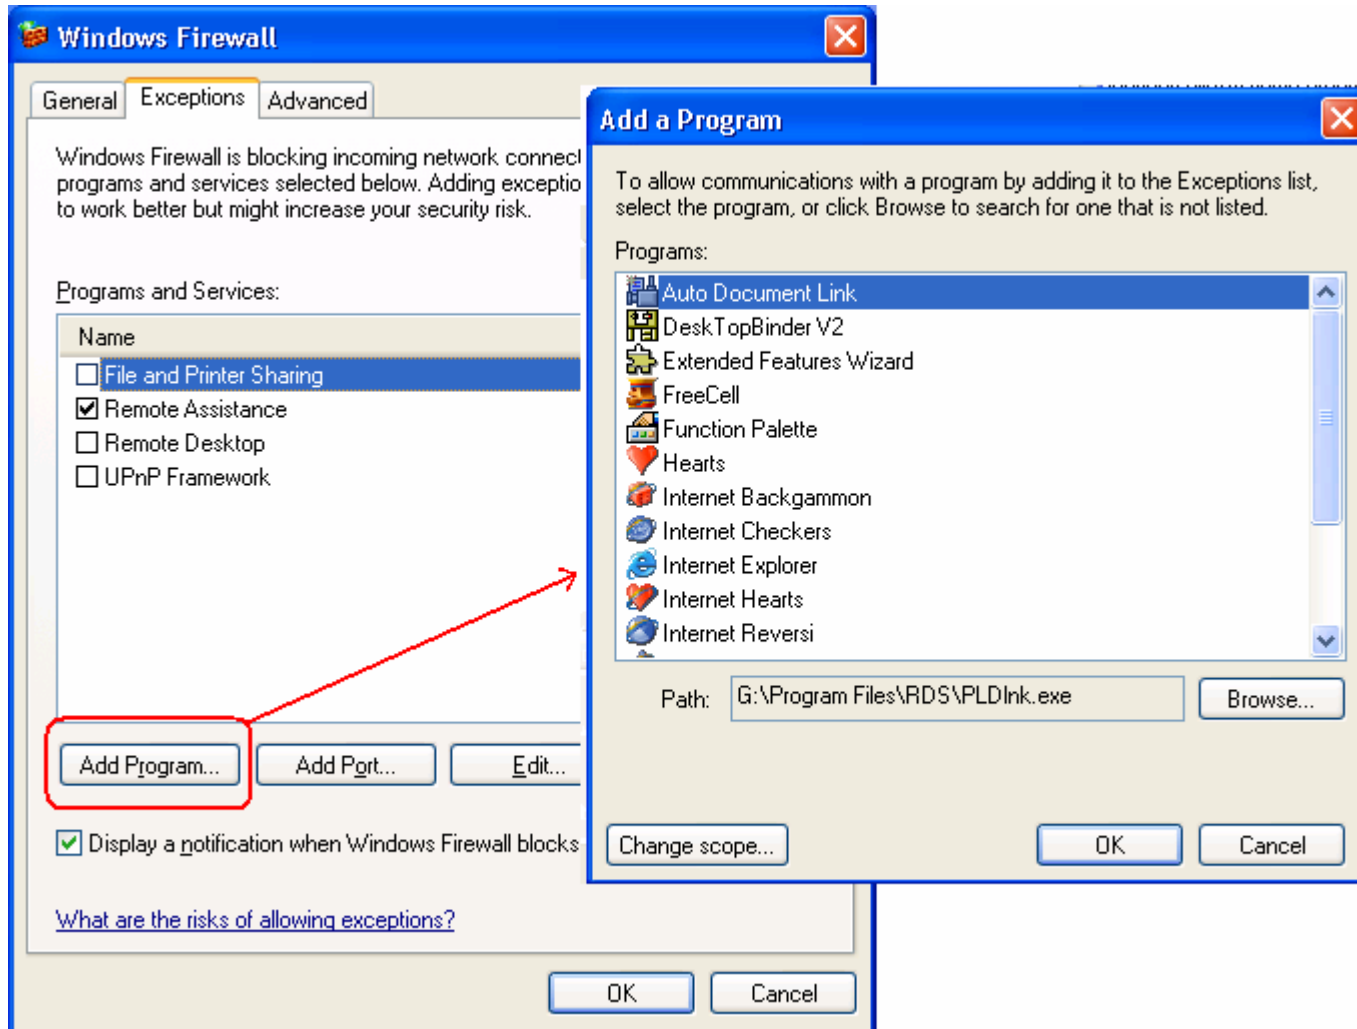 Windows Firewall
General Exceptions Advanced
Windows Firewall is blocking incoming network connect
programs and services selected below. Adding exceptio
to work better but might increase your security risk.
Programs and Services:
Name
File and Printer Sharing
Remote Assistance
Remote Desktop
UPnP Framework
Add Program... Add Port... Edit...
Display a notification when Windows Firewall blocks
What are the risks of allowing exceptions?
OK Cancel
Add a Program
To allow communications with a program by adding it to the Exceptions list,
select the program, or click Browse to search for one that is not listed.
Programs:
Auto Document Link
DeskTopBinder V2
Extended Features Wizard
FreeCell
Function Palette
Hearts
Internet Backgammon
Internet Checkers
Internet Explorer
Internet Hearts
Internet Reversi
Path: G:\Program Files\RDS\PLDlnk.exe Browse...
Change scope... OK Cancel